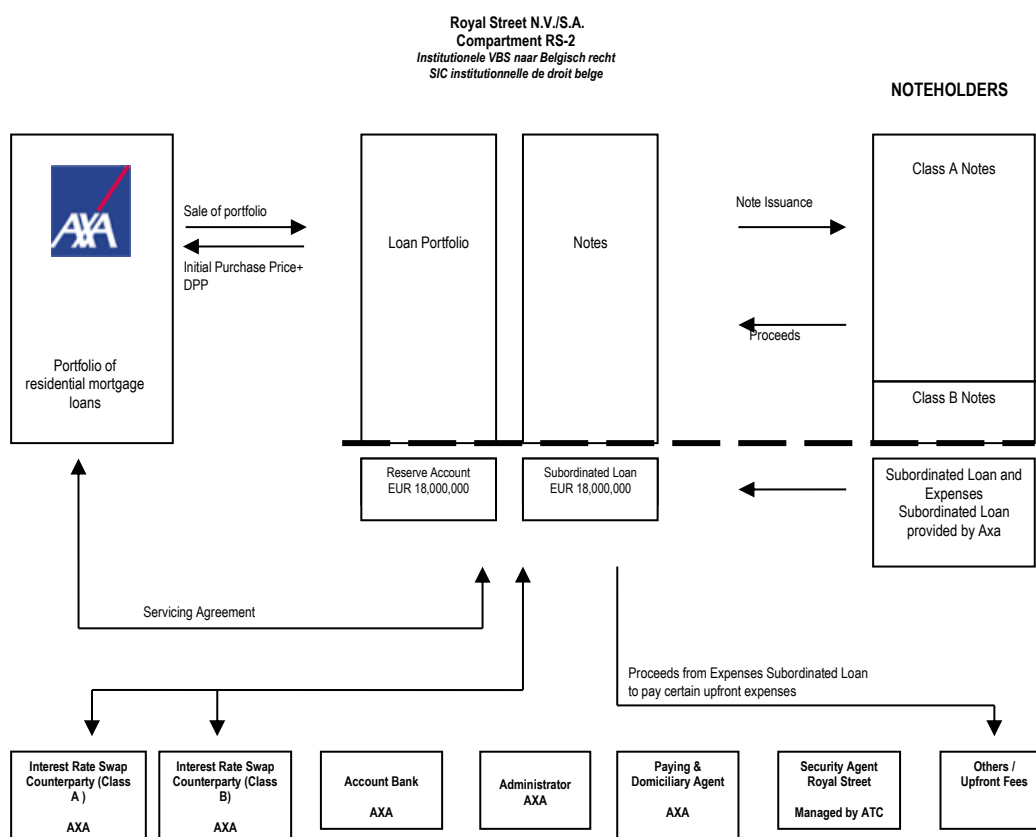 Royal Street N.V./S.A.
Compartment RS-2
Institutionele VBS naar Belgisch recht
SIC institutionnelle de droit belge
NOTEHOLDERS
AXA
Portfolio of
residential mortgage
loans
Sale of portfolio
Initial Purchase Price+
DPP
Loan Portfolio
Notes
Note Issuance
Proceeds
Class A Notes
Class B Notes
Reserve Account
EUR 18,000,000
Subordinated Loan
EUR 18,000,000
Subordinated Loan and
Expenses
Subordinated Loan
provided by Axa
Servicing Agreement
Proceeds from Expenses Subordinated Loan
to pay certain upfront expenses
Interest Rate Swap
Counterparty (Class
A )
AXA
Interest Rate Swap
Counterparty (Class
B)
AXA
Account Bank
AXA
Administrator
AXA
Paying &
Domiciliary Agent
AXA
Security Agent
Royal Street
Managed by ATC
Others /
Upfront Fees